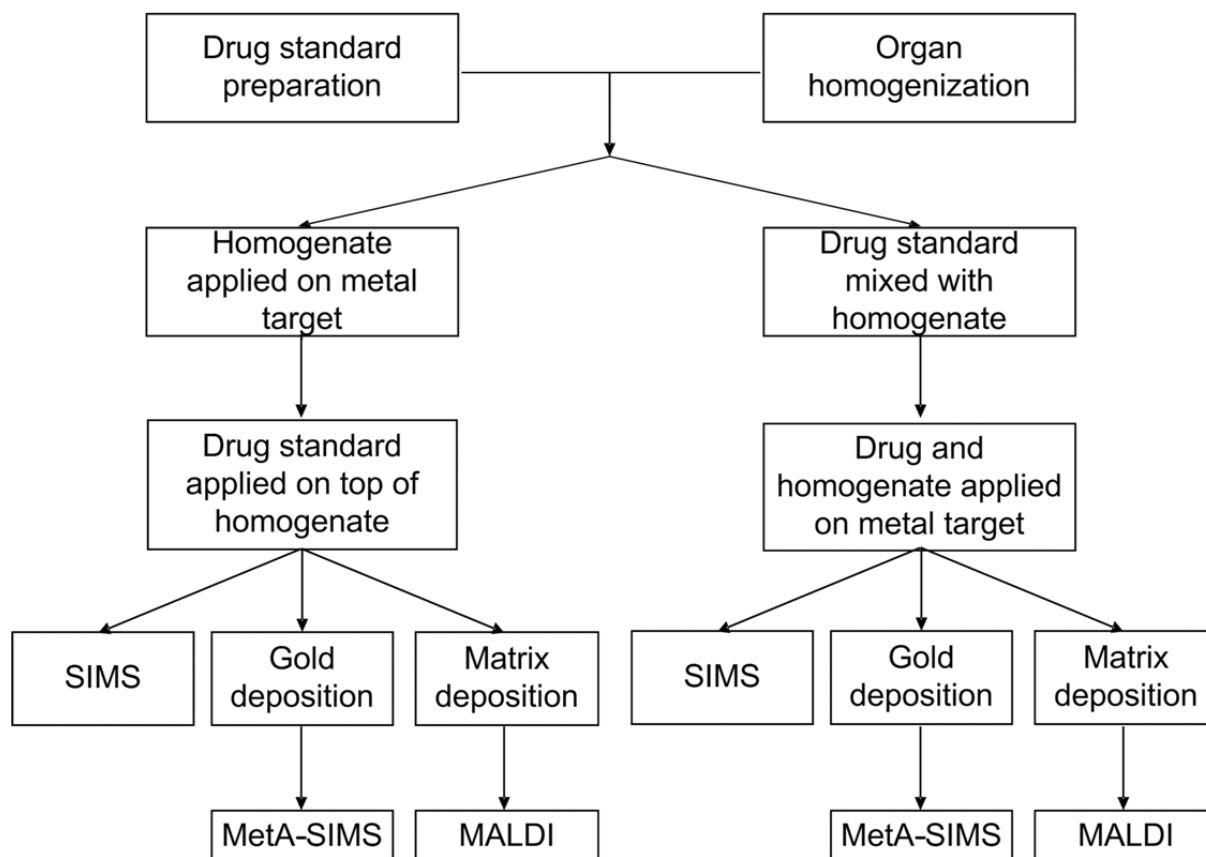 Drug standard
preparation
Organ
homogenization
Homogenate
applied on metal
target
Drug standard
mixed with
homogenate
Drug standard
applied on top of
homogenate
Drug and
homogenate applied
on metal target
SIMS
Gold
deposition
Matrix
deposition
SIMS
Gold
deposition
Matrix
deposition
MetA-SIMS
MALDI
MetA-SIMS
MALDI